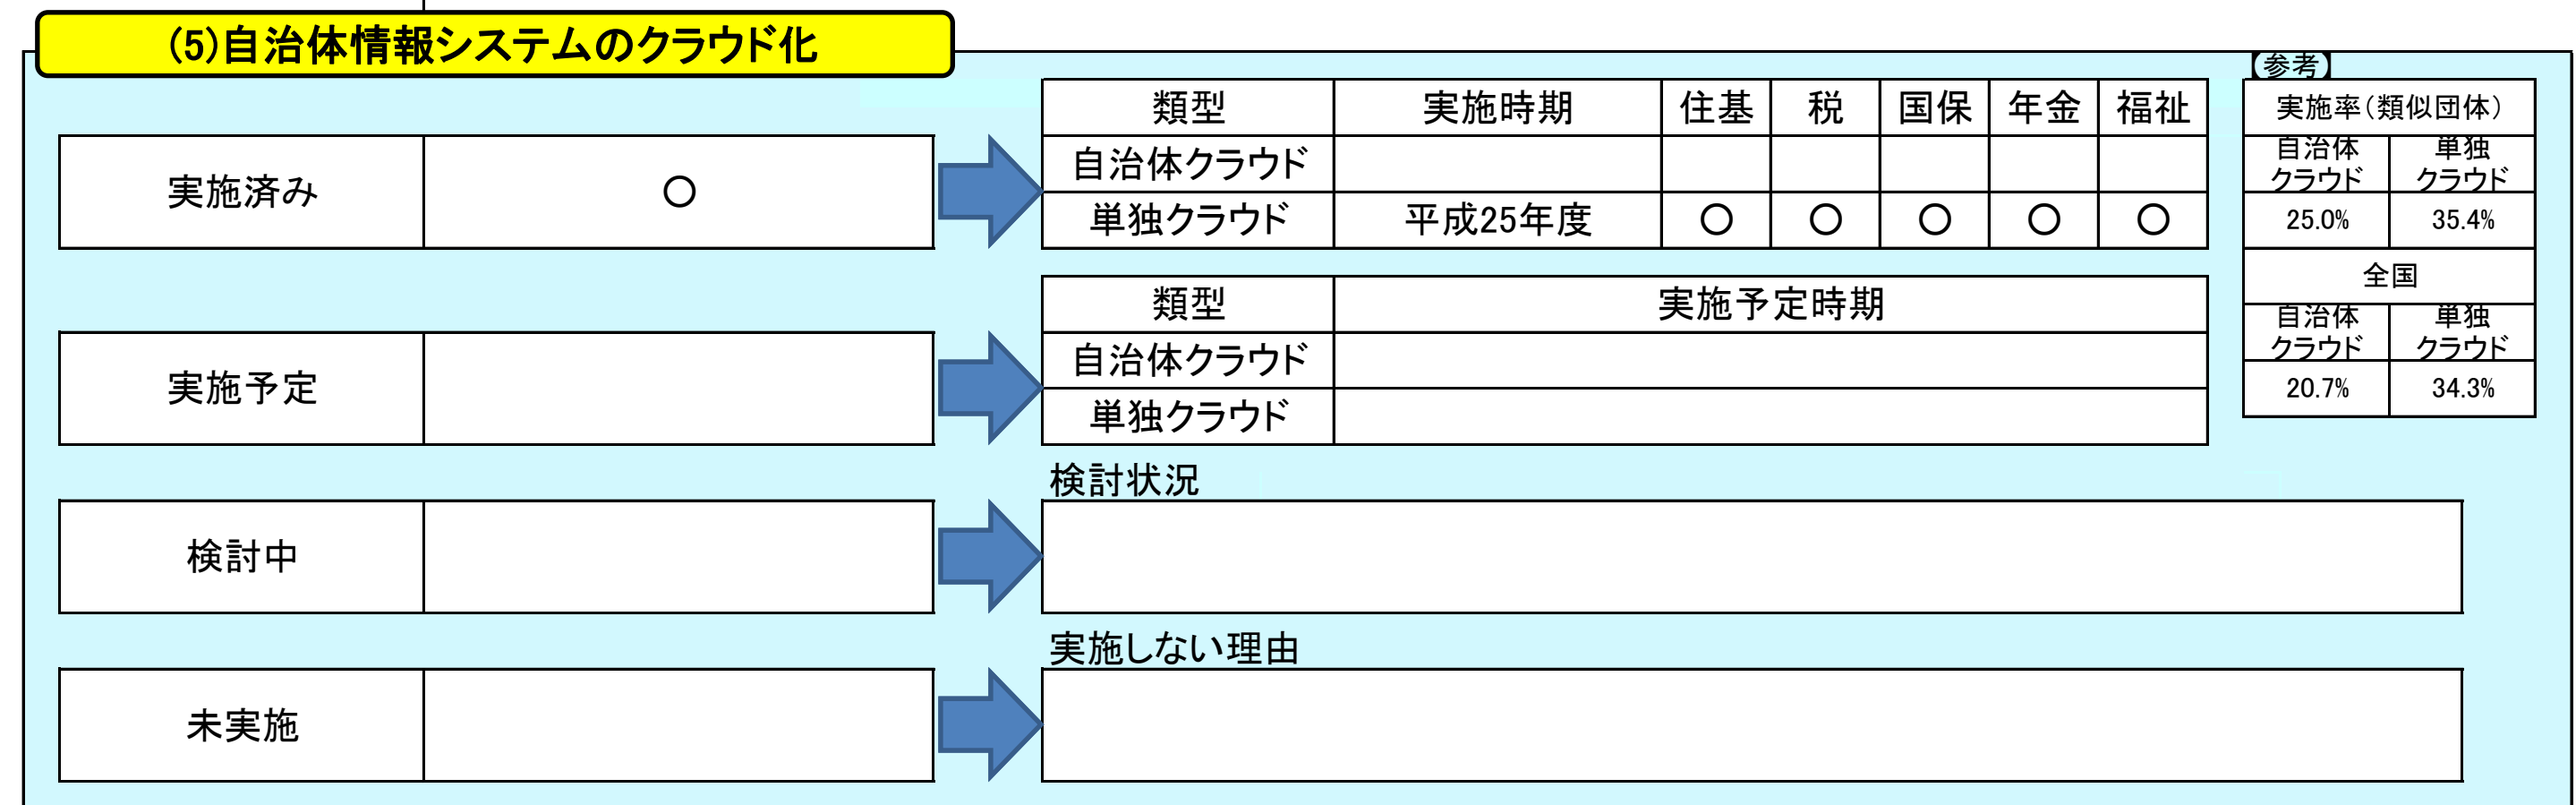 (5)自治体情報システムのクラウド化
【参考】
類型 実施時期 住基 税 国保 年金 福祉
自治体クラウド
単独クラウド 平成25年度 ○ ○ ○ ○ ○
実施済み ○
実施率(類似団体)
自治体
クラウド
単独
クラウド
25.0% 35.4%
全国
自治体
クラウド
単独
クラウド
20.7% 34.3%
類型 実施予定時期
自治体クラウド
単独クラウド
実施予定
検討状況
検討中
実施しない理由
未実施